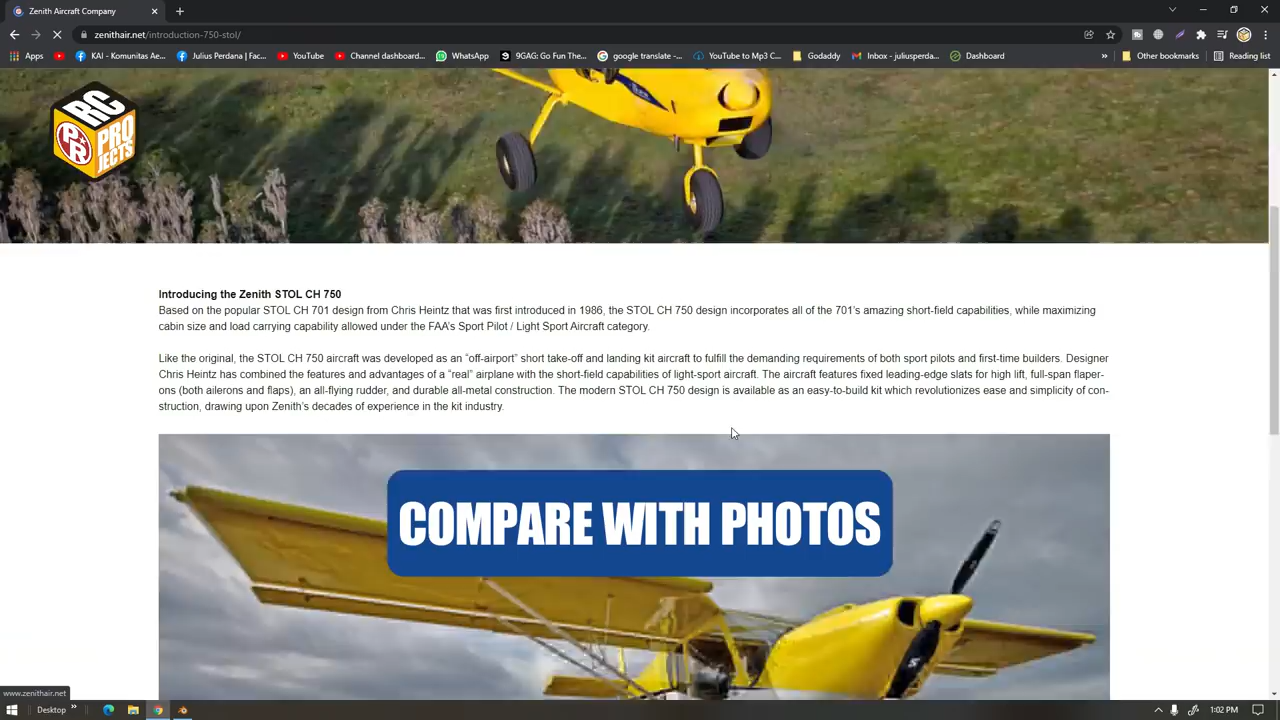 Zenith Aircraft Company
zenithair.net/introduction-750-stol/
Apps KAI - Komunitas Ae... Julius Perdana | Fac... YouTube Channel dashboard... WhatsApp 9GAG: Go Fun The... google translate -... YouTube to Mp3 C... Godaddy Inbox - juliusperda... Dashboard » Other bookmarks Reading list
RC
PR
PRO
JECTS
Introducing the Zenith STOL CH 750
Based on the popular STOL CH 701 design from Chris Heintz that was first introduced in 1986, the STOL CH 750 design incorporates all of the 701's amazing short-field capabilities, while maximizing
cabin size and load carrying capability allowed under the FAA's Sport Pilot / Light Sport Aircraft category.
Like the original, the STOL CH 750 aircraft was developed as an “off-airport” short take-off and landing kit aircraft to fulfill the demanding requirements of both sport pilots and first-time builders. Designer
Chris Heintz has combined the features and advantages of a “real” airplane with the short-field capabilities of light-sport aircraft. The aircraft features fixed leading-edge slats for high lift, full-span flaper-
ons (both ailerons and flaps), an all-flying rudder, and durable all-metal construction. The modern STOL CH 750 design is available as an easy-to-build kit which revolutionizes ease and simplicity of con-
struction, drawing upon Zenith's decades of experience in the kit industry.
COMPARE WITH PHOTOS
www.zenithair.net
Desktop » 1:02 PM